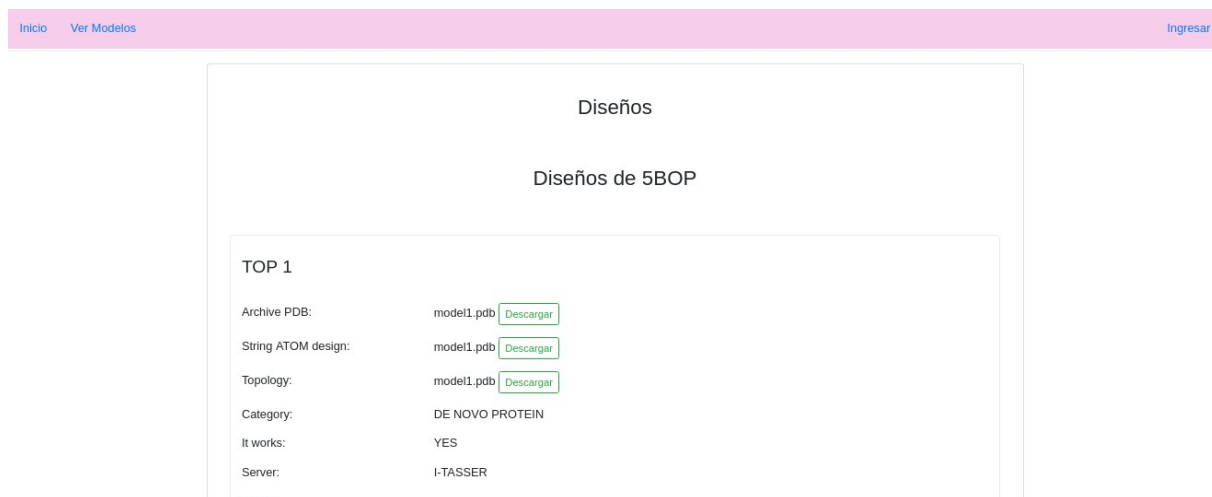 Inicio Ver Modelos Ingresar
Diseños
Diseños de 5BOP
TOP 1
Archive PDB: model1.pdb Descargar
String ATOM design: model1.pdb Descargar
Topology: model1.pdb Descargar
Category: DE NOVO PROTEIN
It works: YES
Server: I-TASSER